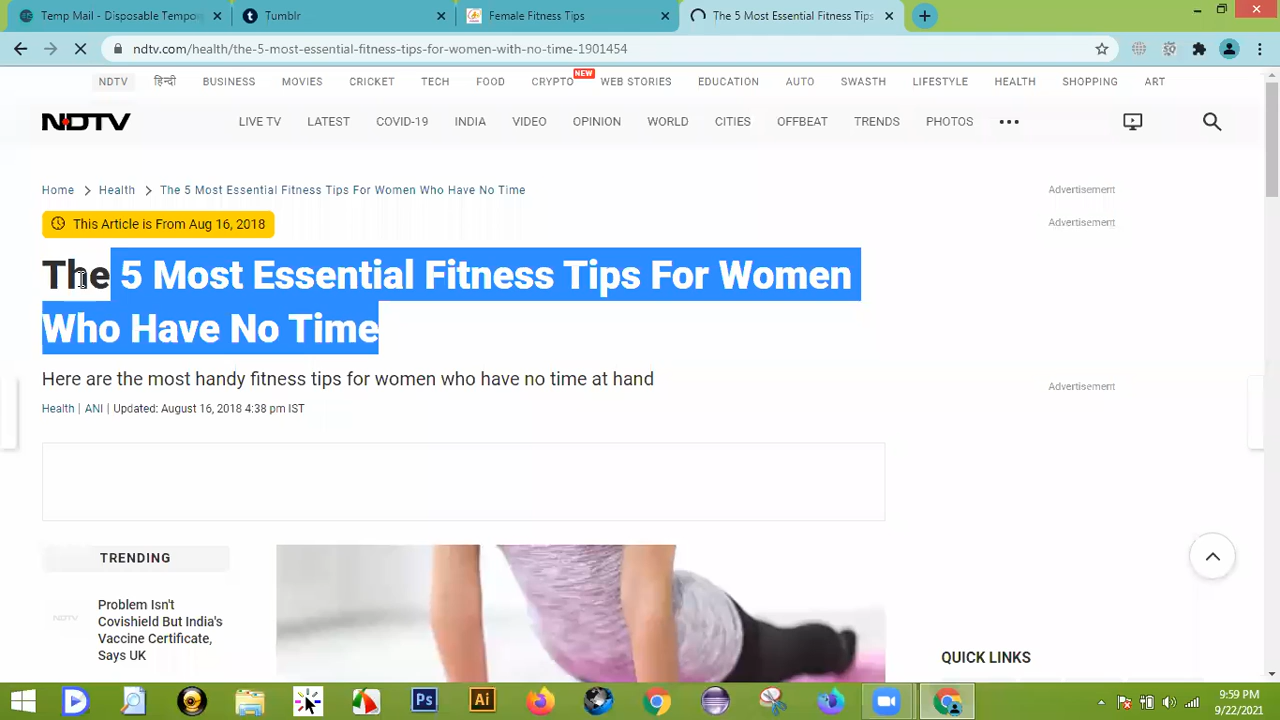 Temp Mail - Disposable Tempo
Tumblr
Female Fitness Tips
The 5 Most Essential Fitness Tips
ndtv.com/health/the-5-most-essential-fitness-tips-for-women-with-no-time-1901454
NDTV हिन्दी BUSINESS MOVIES CRICKET TECH FOOD CRYPTO NEW WEB STORIES EDUCATION AUTO SWASTH LIFESTYLE HEALTH SHOPPING ART
NDTV LIVE TV LATEST COVID-19 INDIA VIDEO OPINION WORLD CITIES OFFBEAT TRENDS PHOTOS
Home > Health > The 5 Most Essential Fitness Tips For Women Who Have No Time
Advertisement
This Article is From Aug 16, 2018
Advertisement
The 5 Most Essential Fitness Tips For Women
Who Have No Time
Here are the most handy fitness tips for women who have no time at hand
Advertisement
Health | ANI | Updated: August 16, 2018 4:38 pm IST
TRENDING
NDTV
Problem Isn't
Covishield But India's
Vaccine Certificate,
Says UK
QUICK LINKS
Ps
Ai
9:59 PM
9/22/2021